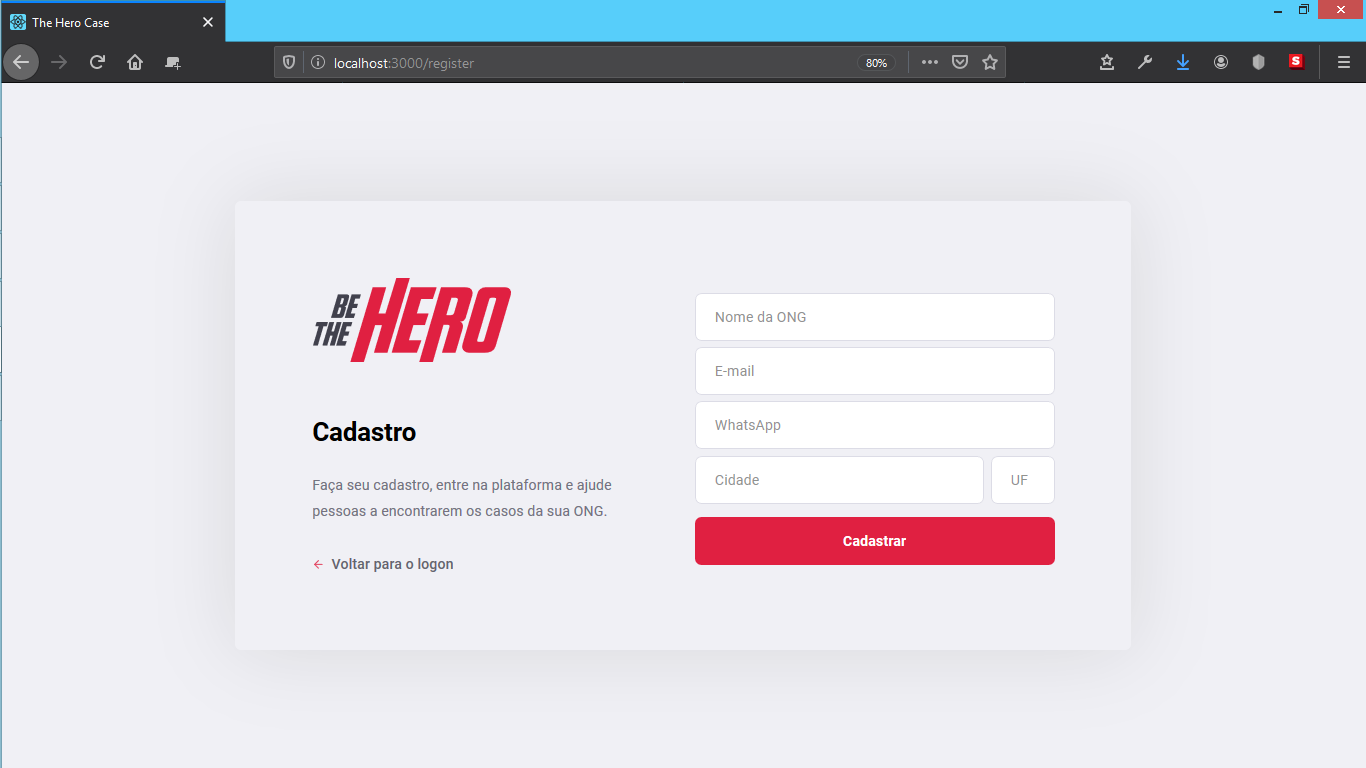 The Hero Case
localhost:3000/register
80%
S
BE
THE
HERO
Cadastro
Faça seu cadastro, entre na plataforma e ajude
pessoas a encontrarem os casos da sua ONG.
Voltar para o logon
Nome da ONG
E-mail
WhatsApp
Cidade
UF
Cadastrar